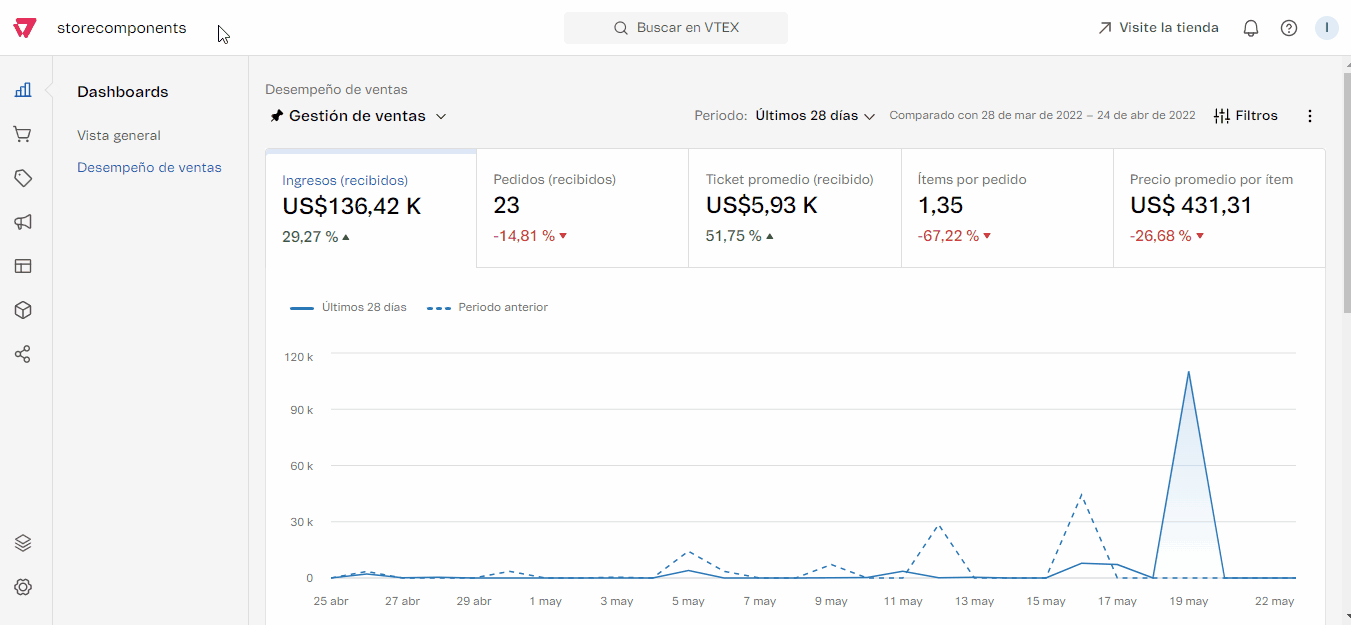 storecomponents
Buscar en VTEX
Visite la tienda
I
Dashboards
Vista general
Desempeño de ventas
Desempeño de ventas
Gestión de ventas
Periodo: Últimos 28 días
Comparado con 28 de mar de 2022 – 24 de abr de 2022
Filtros
Ingresos (recibidos)
US$136,42 K
29,27 %
Pedidos (recibidos)
23
-14,81 %
Ticket promedio (recibido)
US$5,93 K
51,75 %
Ítems por pedido
1,35
-67,22 %
Precio promedio por ítem
US$ 431,31
-26,68 %
Últimos 28 días
Periodo anterior
120 k
90 k
60 k
30 k
0
25 abr 27 abr 29 abr 1 may 3 may 5 may 7 may 9 may 11 may 13 may 15 may 17 may 19 may 22 may